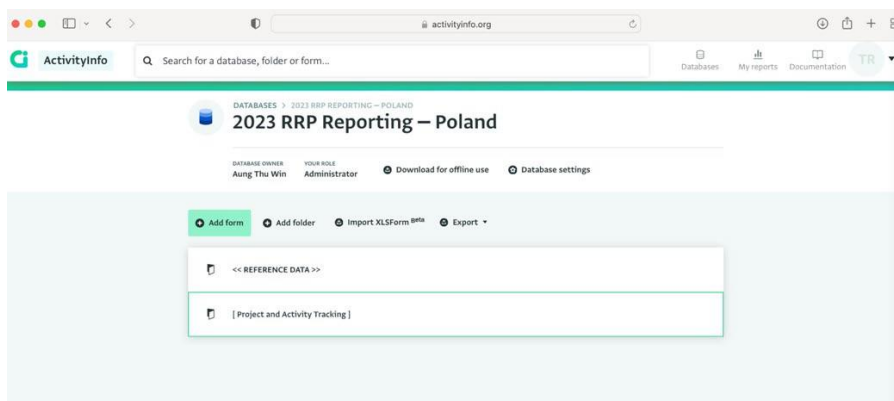 activityinfo.org
ActivityInfo
Search for a database, folder or form...
Databases
My reports
Documentation
TR
DATABASES > 2023 RRP REPORTING — POLAND
2023 RRP Reporting — Poland
DATABASE OWNER
Aung Thu Win
YOUR ROLE
Administrator
Download for offline use
Database settings
Add form
Add folder
Import XLSForm Beta
Export
<< REFERENCE DATA >>
[ Project and Activity Tracking ]